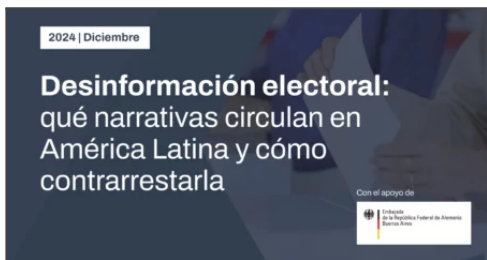 2024 | Diciembre
Desinformación electoral:
qué narrativas circulan en
América Latina y cómo
contrarrestarla
Con el apoyo de
Embajada
de la República Federal de Alemania
Buenos Aires